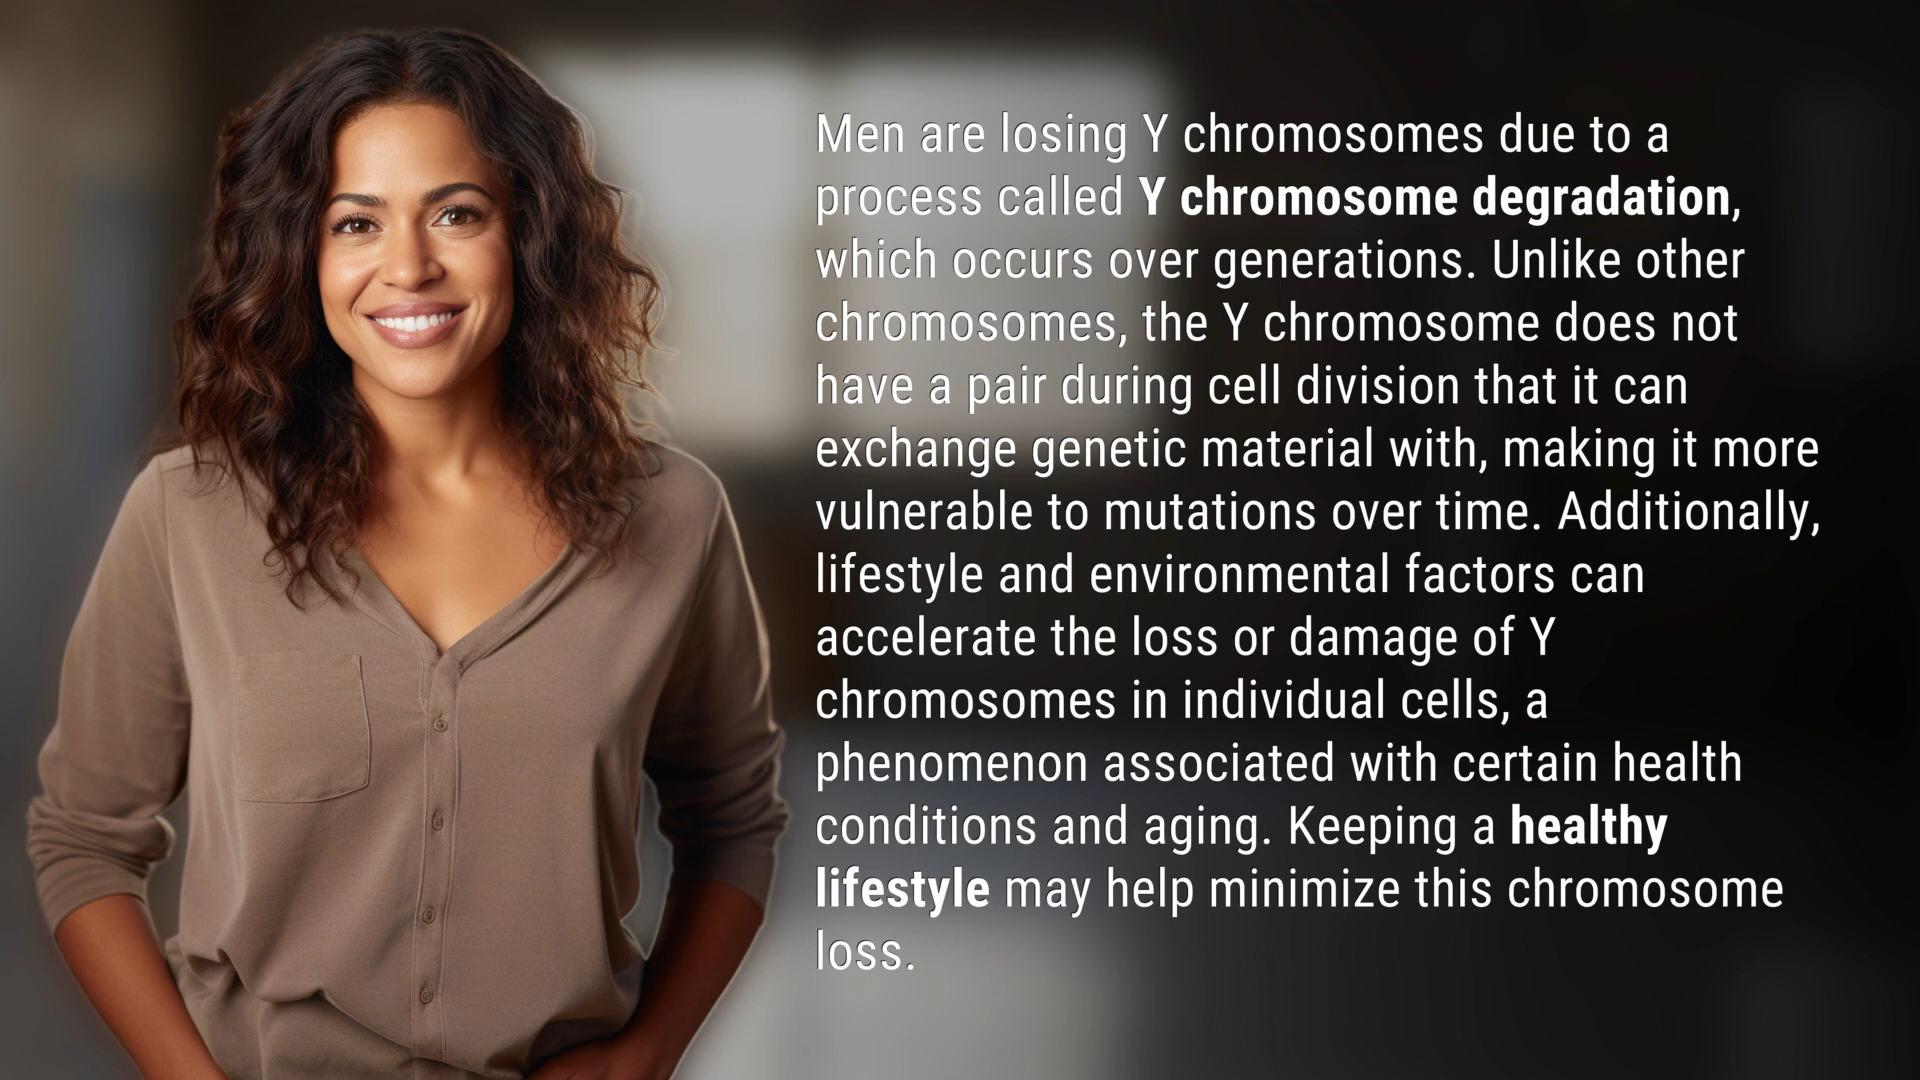 Men are losing Y chromosomes due to a
process called Y chromosome degradation,
which occurs over generations. Unlike other
chromosomes, the Y chromosome does not
have a pair during cell division that it can
exchange genetic material with, making it more
vulnerable to mutations over time. Additionally,
lifestyle and environmental factors can
accelerate the loss or damage of Y
chromosomes in individual cells, a
phenomenon associated with certain health
conditions and aging. Keeping a healthy
lifestyle may help minimize this chromosome
loss.